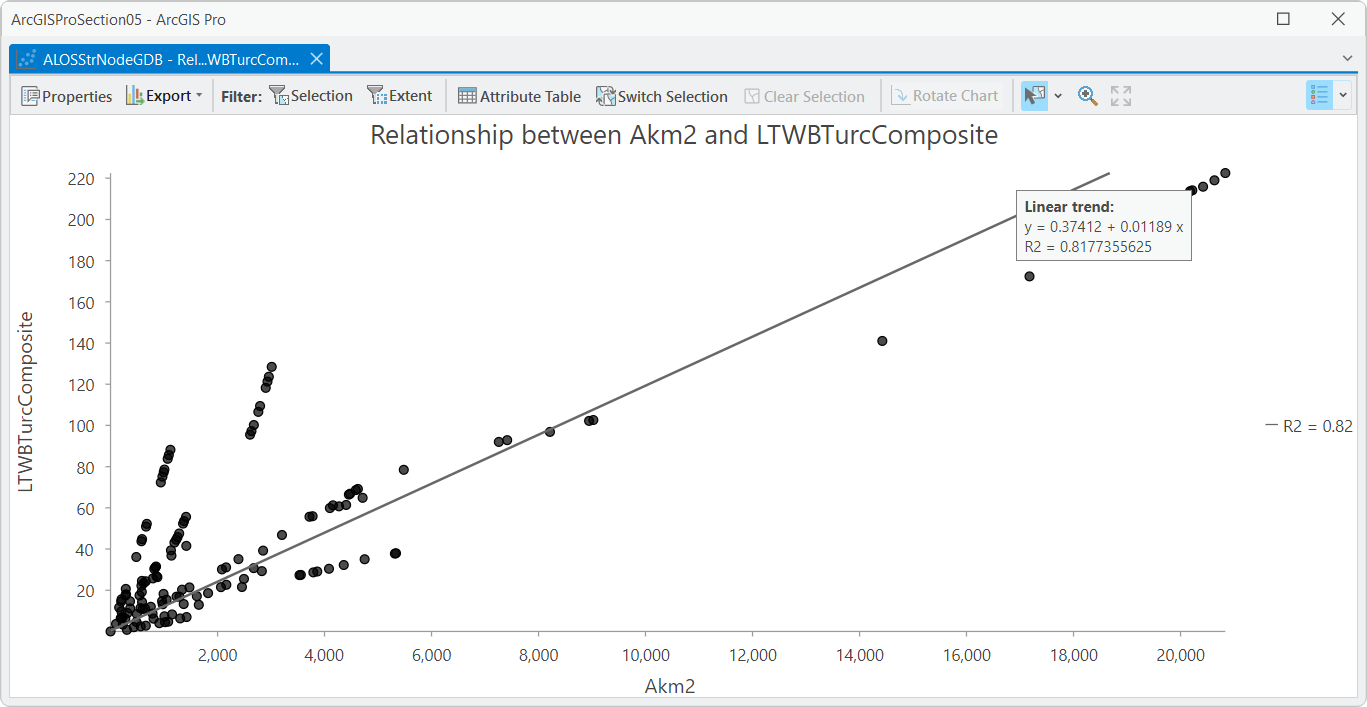 ArcGISProSection05 - ArcGIS Pro
ALOSStrNodeGDB - Rel...WBTurcCom...
Properties Export Filter: Selection Extent Attribute Table Switch Selection Clear Selection Rotate Chart
Relationship between Akm2 and LTWBTurcComposite
220
200
180
160
140
120
100
80
60
40
20
LTWBTurcComposite
Linear trend:
y = 0.37412 + 0.01189 x
R2 = 0.8177355625
R2 = 0.82
2,000 4,000 6,000 8,000 10,000 12,000 14,000 16,000 18,000 20,000
Akm2